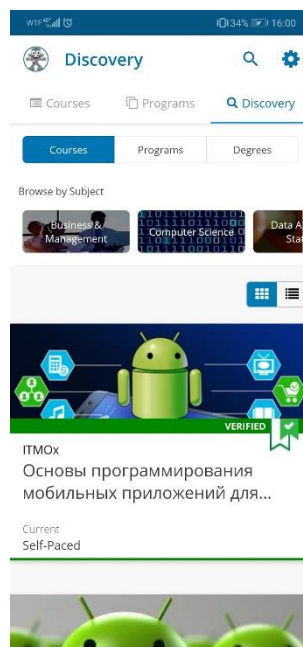 WTF 34% 16:00
Discovery
Courses Programs Discovery
Courses Programs Degrees
Browse by Subject
Business &
Management
Computer Science
Data A
Stat
VERIFIED
ITMOx
Основы программирования
мобильных приложений для...
Current
Self-Paced